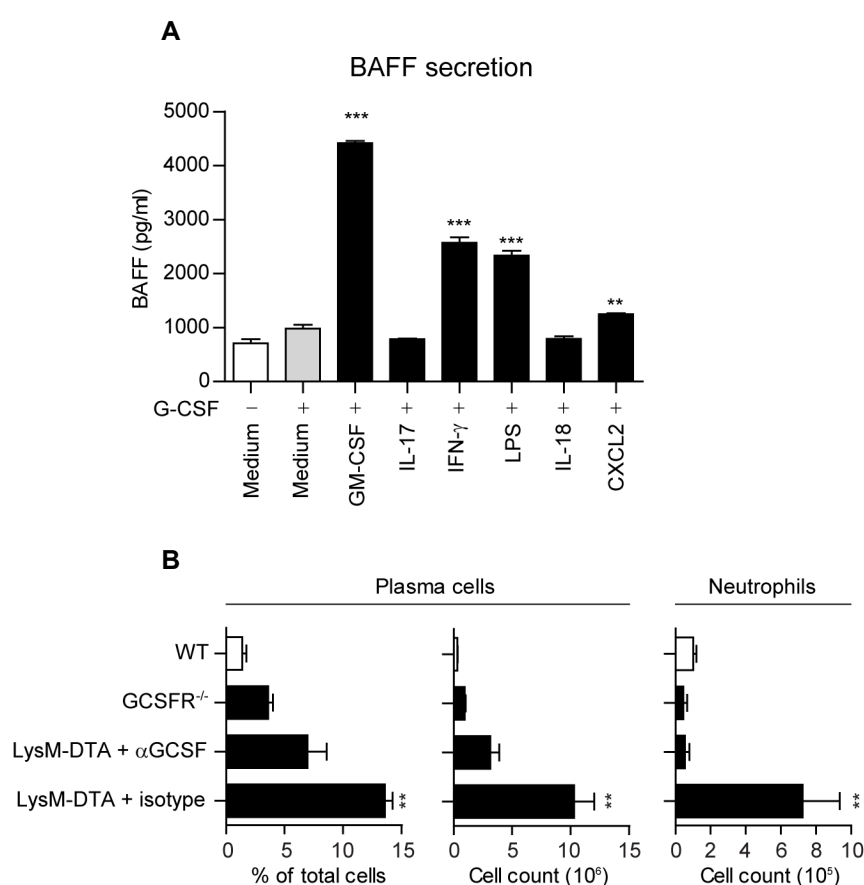 A
BAFF secretion
BAFF (pg/ml)
5000
4000
3000
2000
1000
0
***
***
***
**
G-CSF – + + + + + + +
Medium Medium GM-CSF IL-17 IFN-γ LPS IL-18 CXCL2
B
Plasma cells Neutrophils
WT
GCSFR-/-
LysM-DTA + αGCSF
LysM-DTA + isotype ** ** **
0 5 10 15 0 5 10 15 0 2 4 6 8 10
% of total cells Cell count (10⁶) Cell count (10⁵)